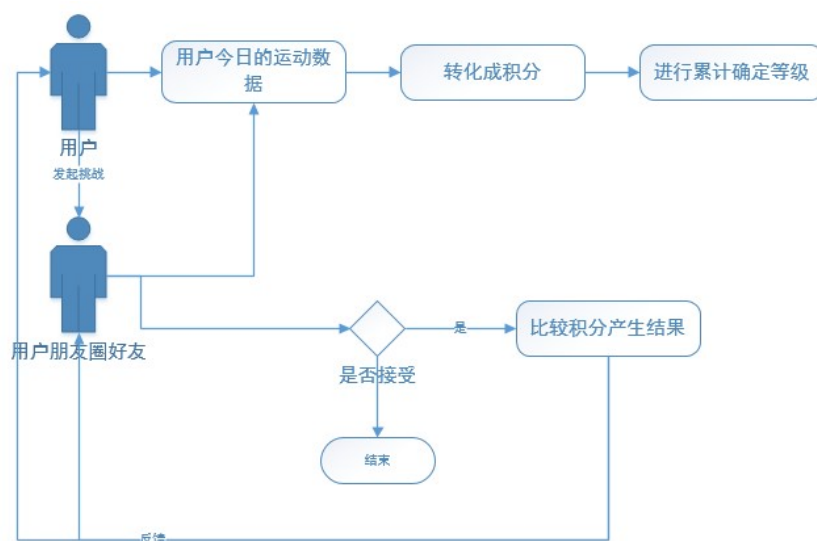 用户今日的运动数
据
转化成积分
进行累计确定等级
用户
发起挑战
用户朋友圈好友
是
比较积分产生结果
是否接受
结束
反馈